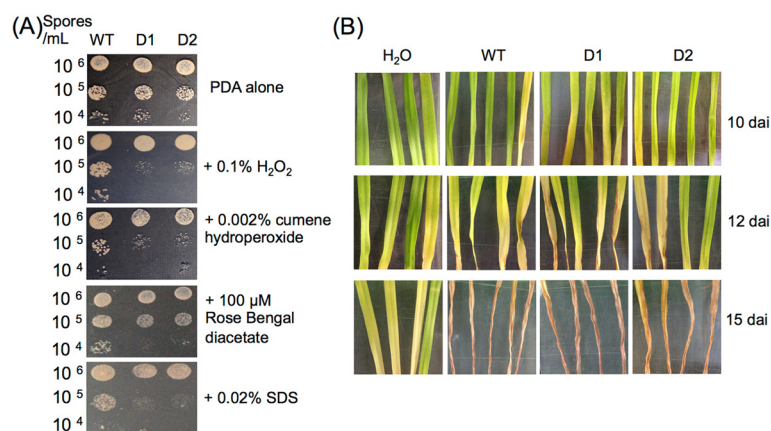 (A)
Spores
/mL
WT D1 D2
10 6
10 5
10 4
PDA alone
10 6
10 5
10 4
+ 0.1% H2O2
10 6
10 5
10 4
+ 0.002% cumene
hydroperoxide
10 6
10 5
10 4
+ 100 µM
Rose Bengal
diacetate
10 6
10 5
10 4
+ 0.02% SDS
(B)
H2O WT D1 D2
10 dai
12 dai
15 dai